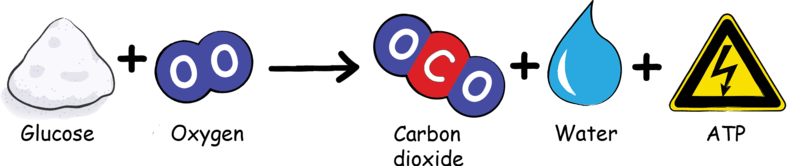 O O
O C O
+ + +
Glucose Oxygen Carbon dioxide Water ATP